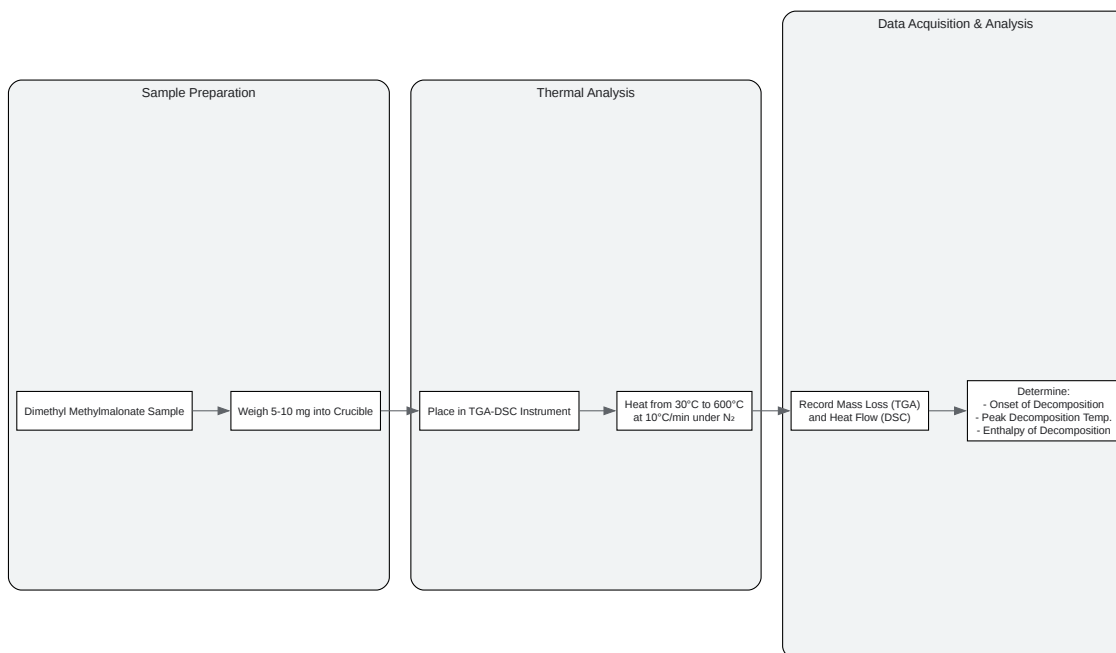 Sample Preparation
Dimethyl Methylmalonate Sample
Weigh 5-10 mg into Crucible
Thermal Analysis
Place in TGA-DSC Instrument
Heat from 30°C to 600°C
at 10°C/min under N₂
Data Acquisition & Analysis
Record Mass Loss (TGA)
and Heat Flow (DSC)
Determine:
- Onset of Decomposition
- Peak Decomposition Temp.
- Enthalpy of Decomposition